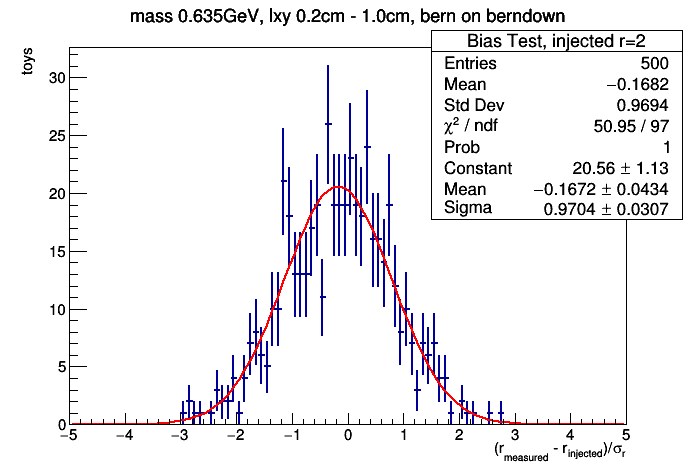 mass 0.635GeV, lxy 0.2cm - 1.0cm, bern on berndown
toys
Bias Test, injected r=2
Entries 500
Mean −0.1682
Std Dev 0.9694
χ² / ndf 50.95 / 97
Prob 1
Constant 20.56 ± 1.13
Mean −0.1672 ± 0.0434
Sigma 0.9704 ± 0.0307
30
25
20
15
10
5
0
−5 −4 −3 −2 −1 0 1 2 3 4 5
(r_measured - r_injected)/σ_r